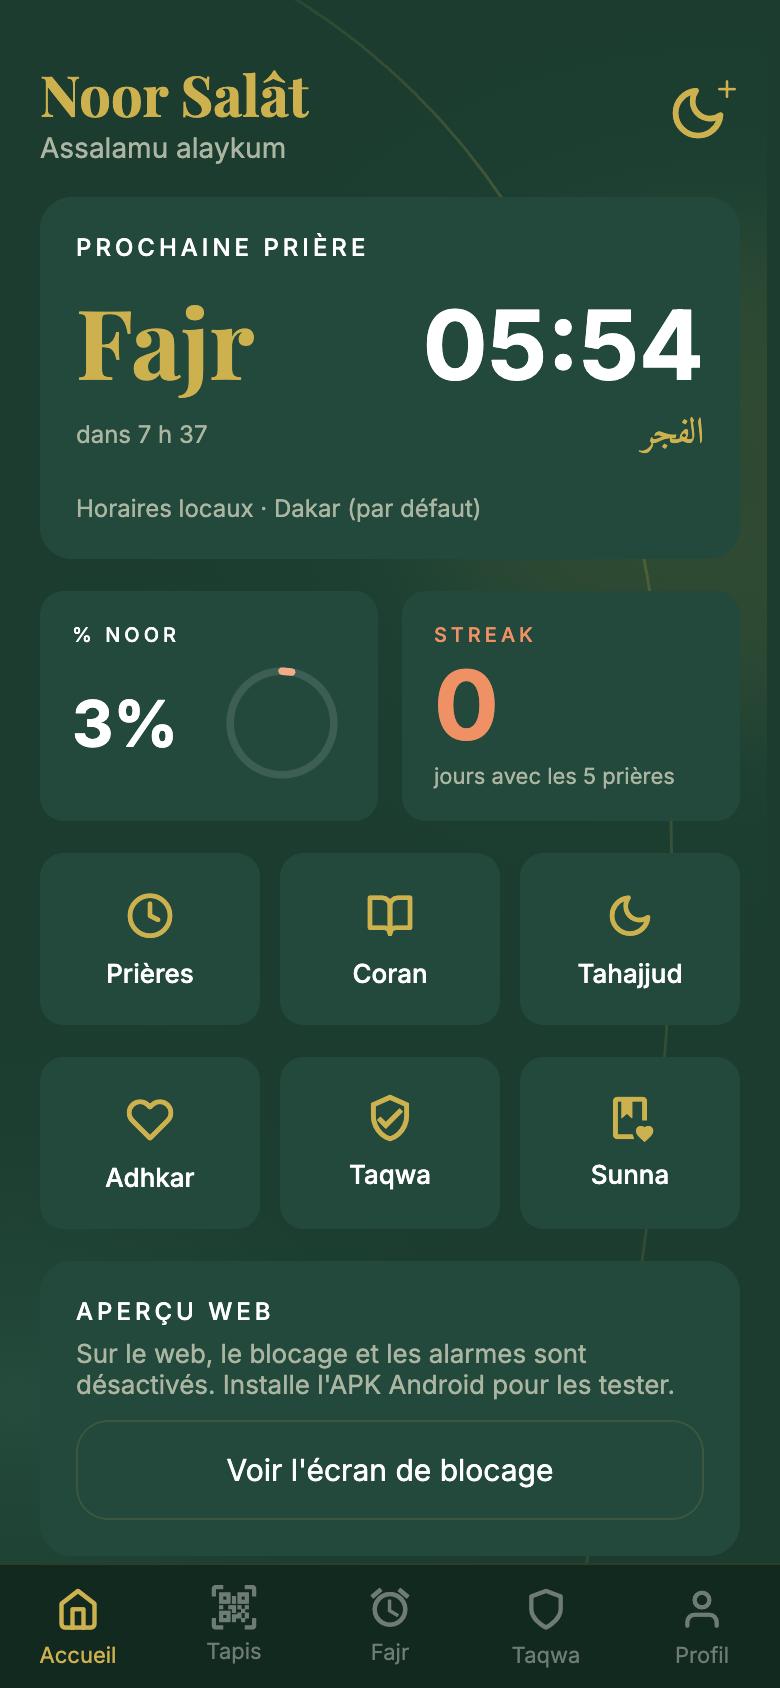 Noor Salât
Assalamu alaykum
PROCHAINE PRIÈRE
Fajr
05:54
dans 7 h 37
الفجر
Horaires locaux · Dakar (par défaut)
% NOOR
3%
STREAK
0
jours avec les 5 prières
Prières
Coran
Tahajjud
Adhkar
Taqwa
Sunna
APERÇU WEB
Sur le web, le blocage et les alarmes sont
désactivés. Installe l'APK Android pour les tester.
Voir l'écran de blocage
Accueil
Tapis
Fajr
Taqwa
Profil